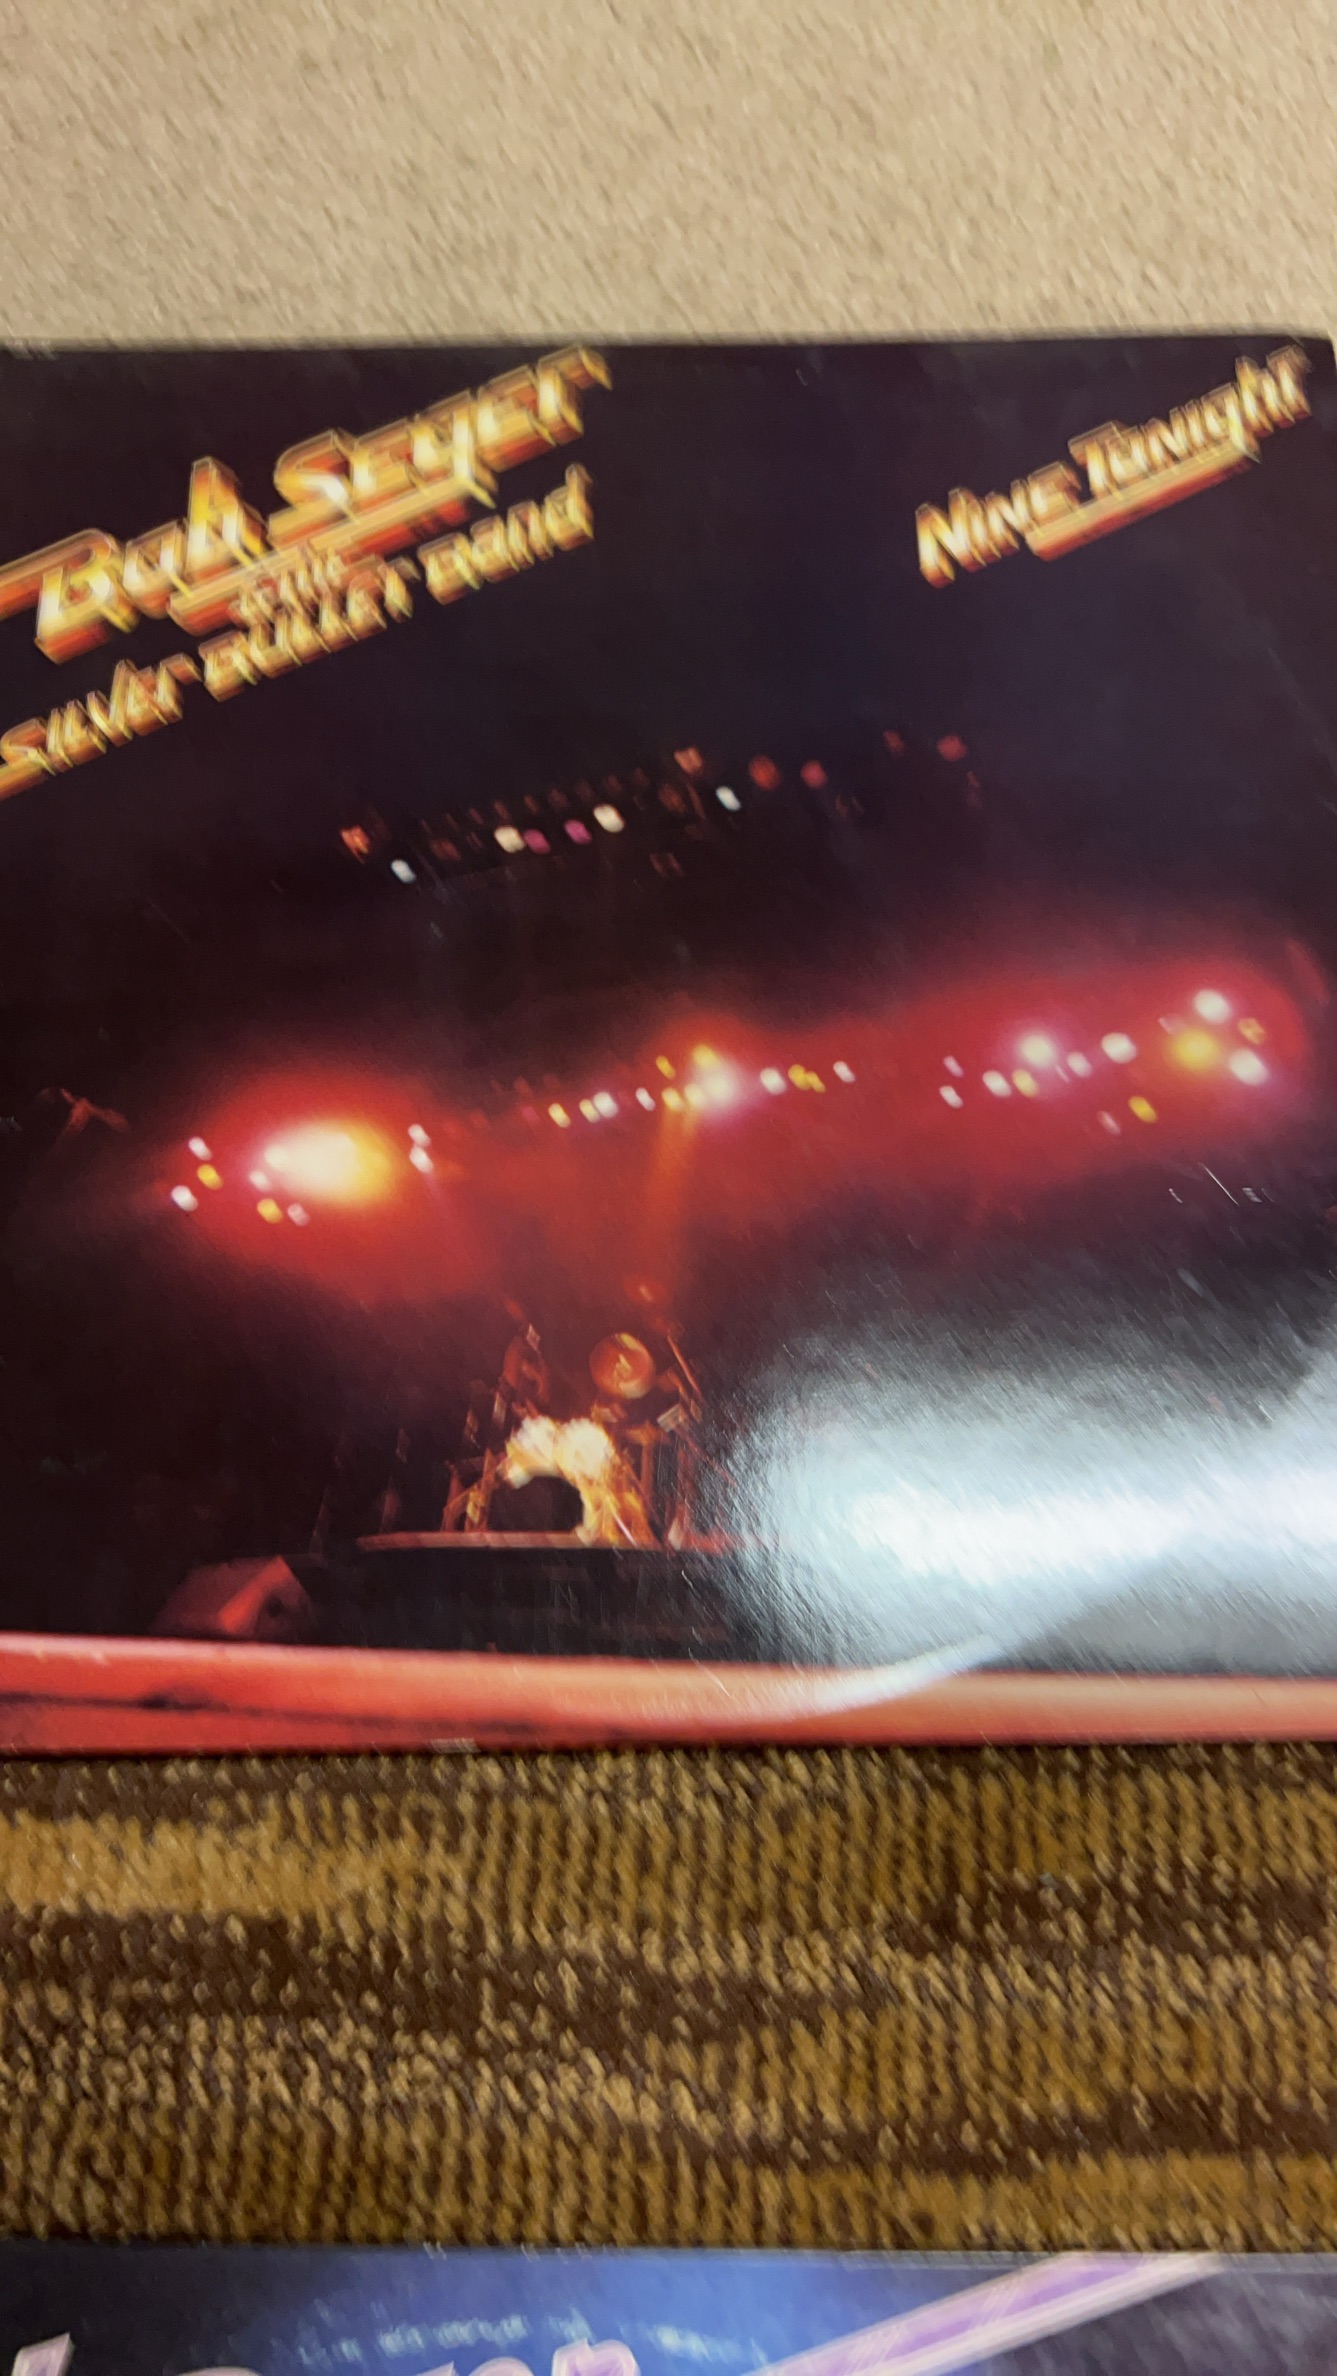 Bob Seger
& THE
SILVER BULLET BAND
NINE TONIGHT